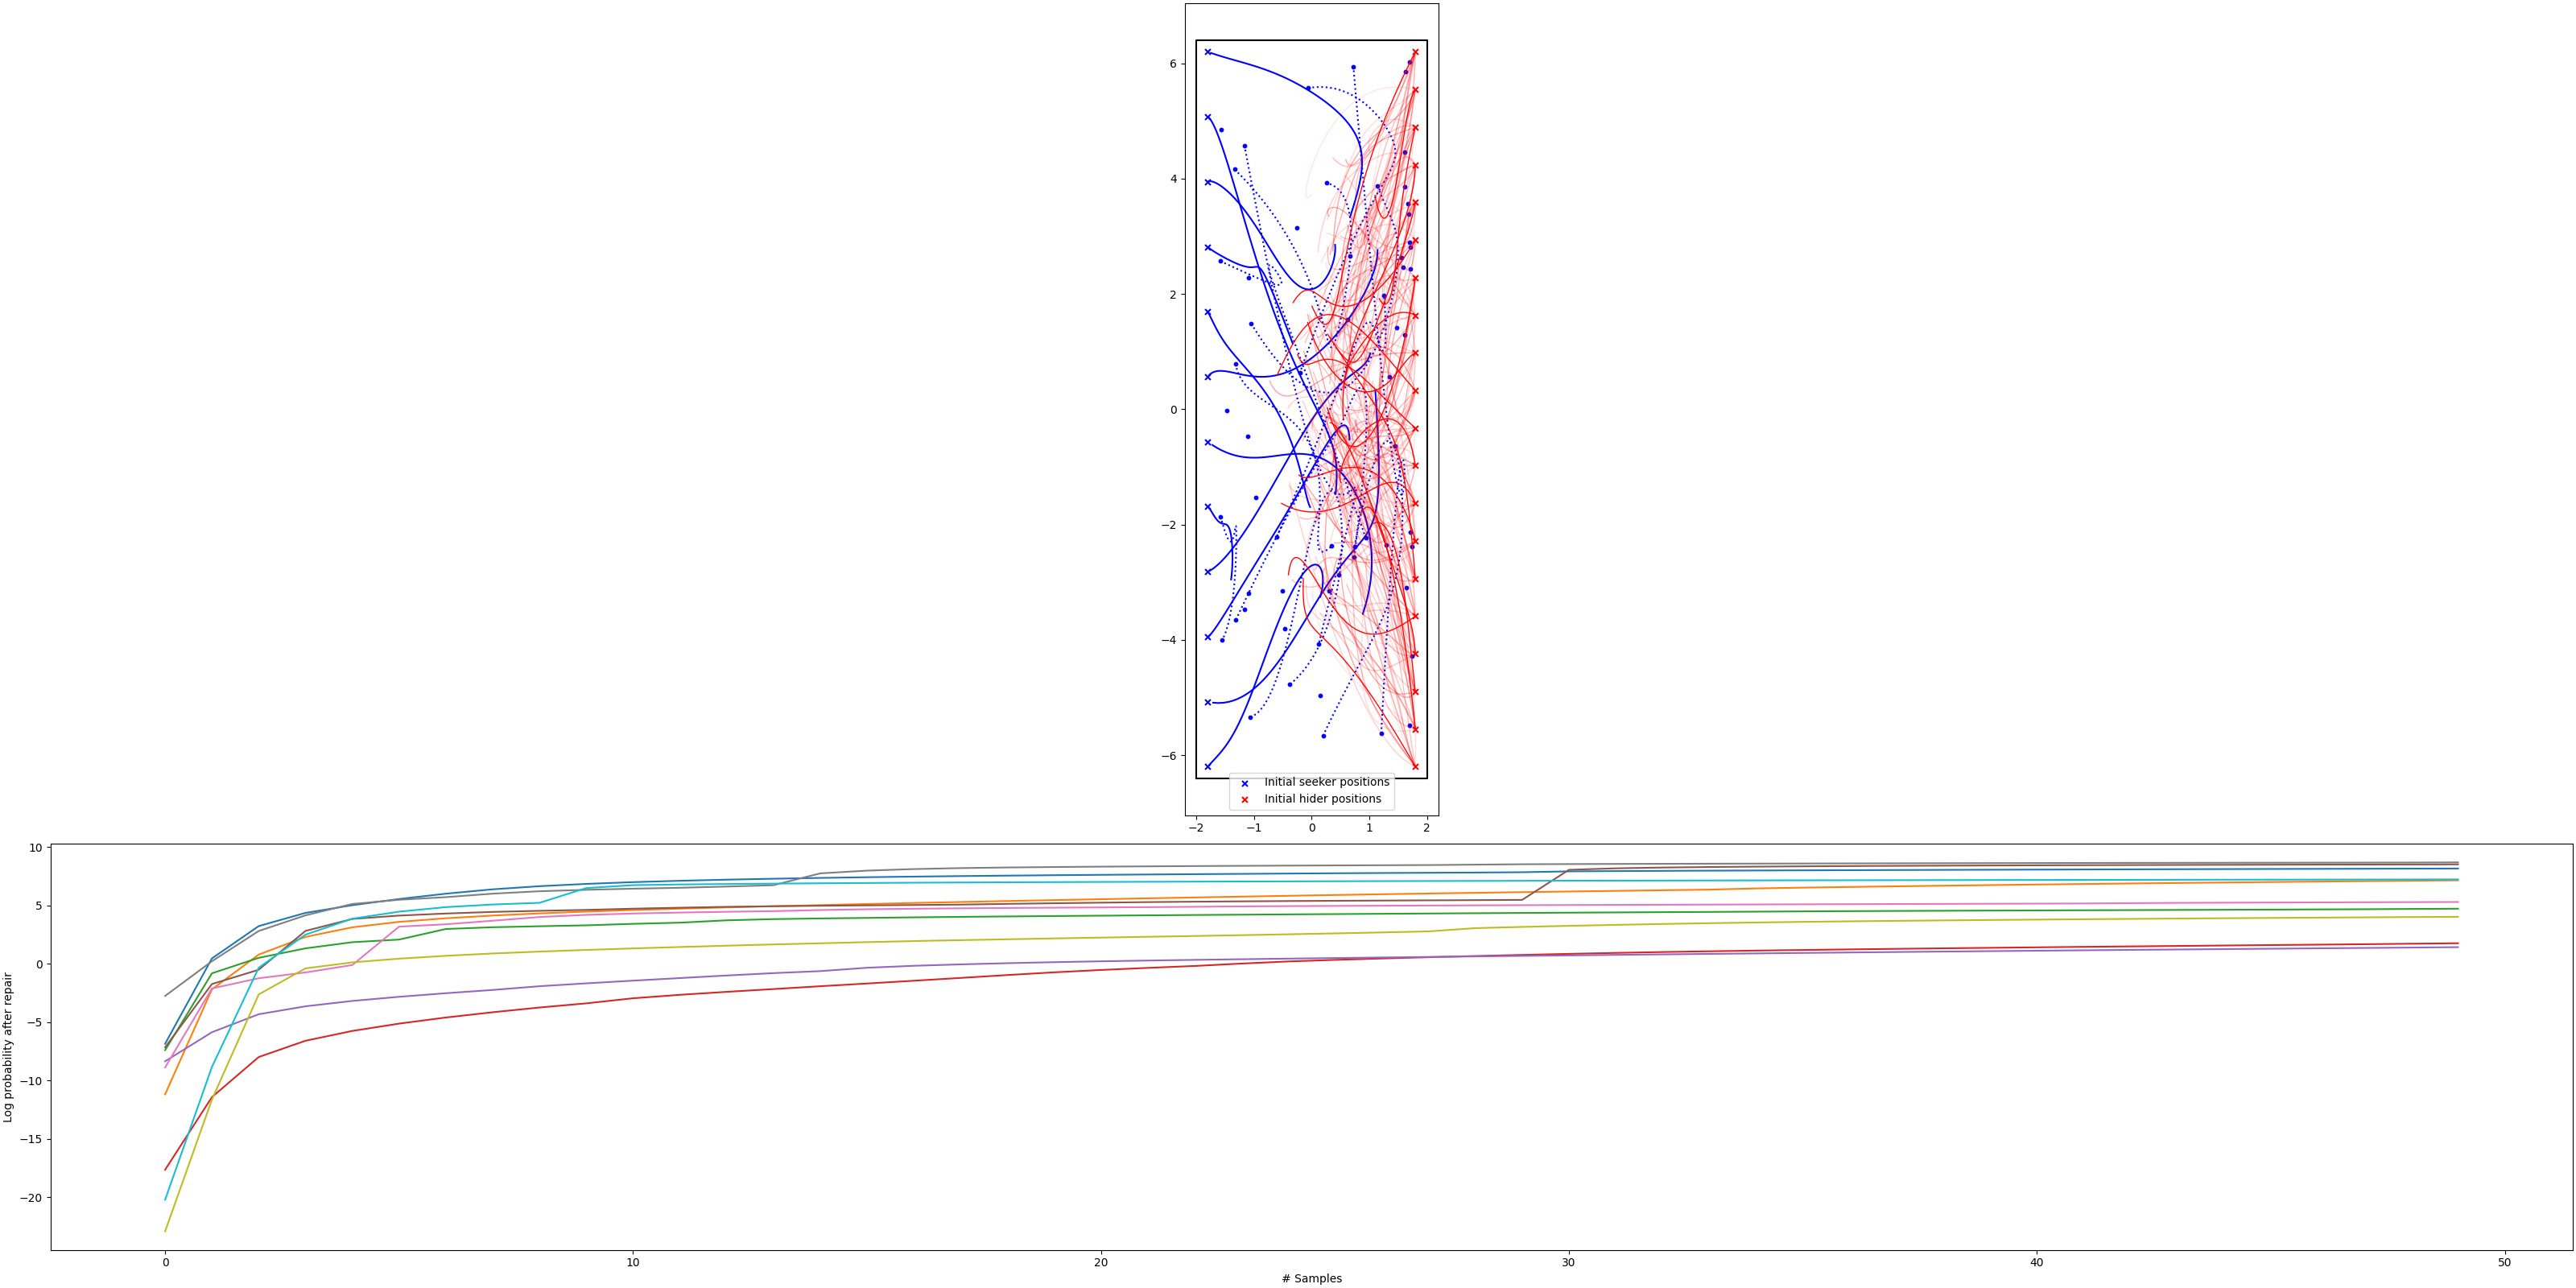 6
4
2
0
−2
−4
−6
Initial seeker positions
Initial hider positions
−2 −1 0 1 2
10
5
0
−5
−10
−15
−20
Log probability after repair
0 10 20 30 40 50
# Samples